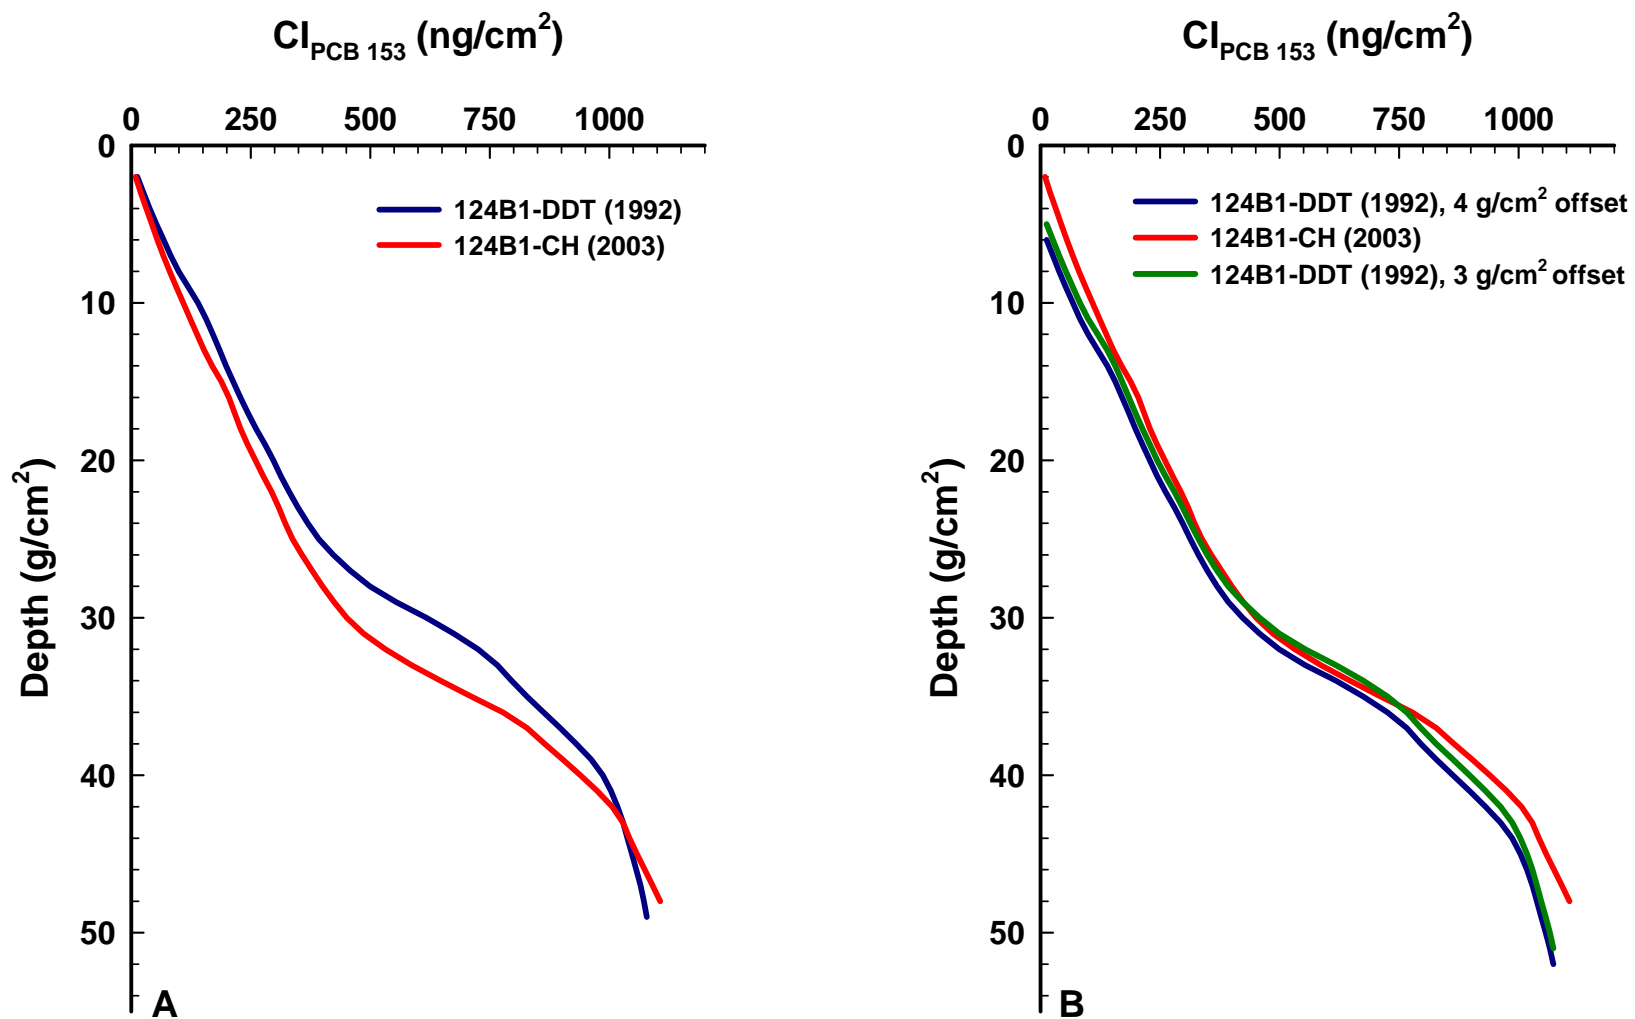 CI_PCB 153 (ng/cm²)
0 250 500 750 1000
0
10
20
30
40
50
Depth (g/cm²)
124B1-DDT (1992)
124B1-CH (2003)
A
CI_PCB 153 (ng/cm²)
0 250 500 750 1000
0
10
20
30
40
50
Depth (g/cm²)
124B1-DDT (1992), 4 g/cm² offset
124B1-CH (2003)
124B1-DDT (1992), 3 g/cm² offset
B